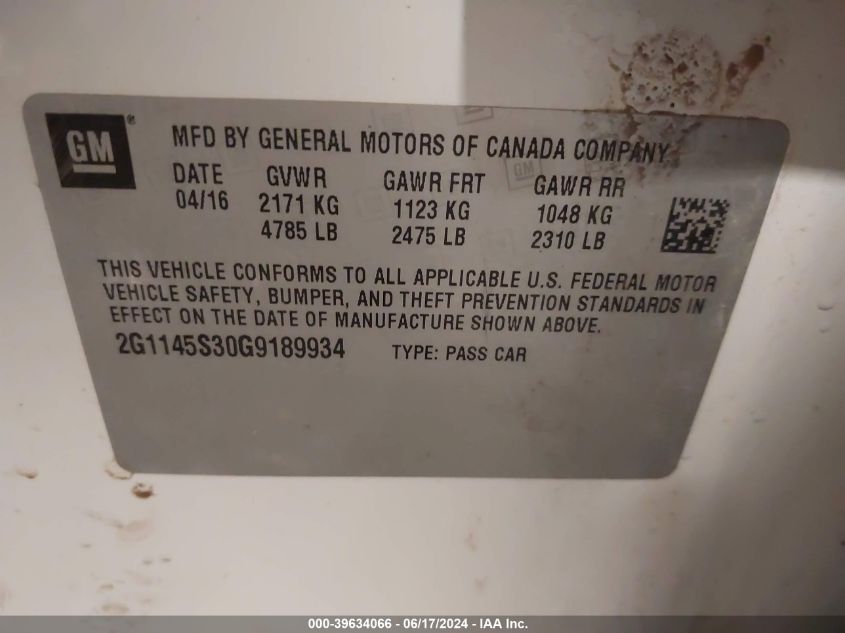 GM®
MFD BY GENERAL MOTORS OF CANADA COMPANY
DATE GVWR GAWR FRT GAWR RR
04/16 2171 KG 1123 KG 1048 KG
4785 LB 2475 LB 2310 LB
THIS VEHICLE CONFORMS TO ALL APPLICABLE U.S. FEDERAL MOTOR
VEHICLE SAFETY, BUMPER, AND THEFT PREVENTION STANDARDS IN
EFFECT ON THE DATE OF MANUFACTURE SHOWN ABOVE.
2G1145S30G9189934 TYPE: PASS CAR
000-39634066 - 06/17/2024 - IAA Inc.